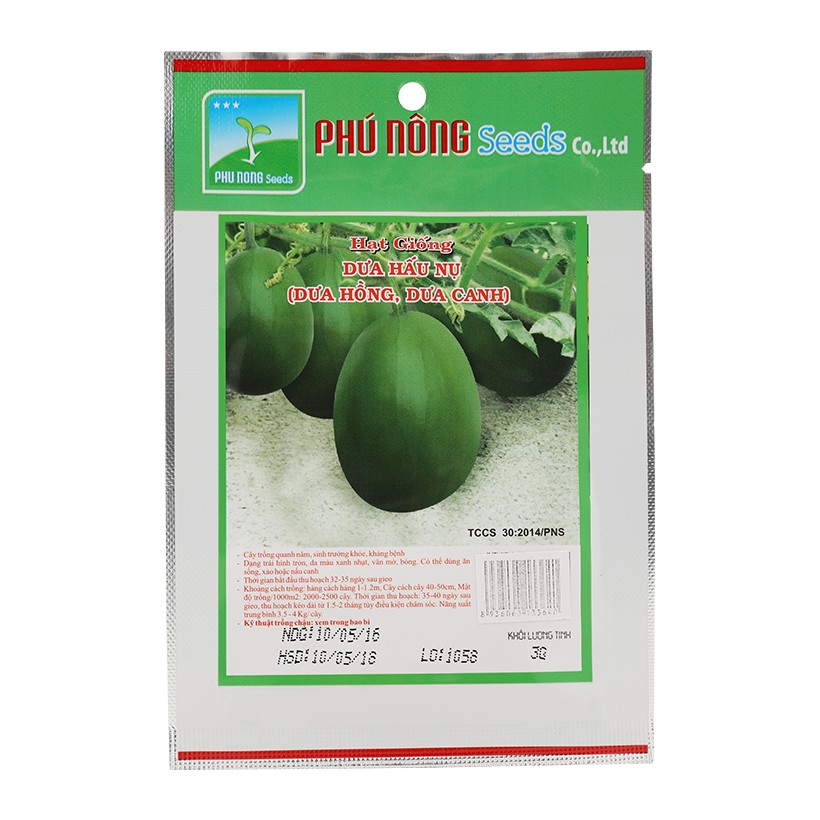 PHU NONG Seeds
PHÚ NÔNG Seeds Co.,Ltd
Hạt Giống
DƯA HẤU NỤ
(DƯA HỒNG, DƯA CANH)
TCCS 30:2014/PNS
- Cây trồng quanh năm, sinh trưởng khỏe, kháng bệnh
- Dạng trái hình tròn, da màu xanh nhạt, vân mờ, bóng. Có thể dùng ăn
sống, xào hoặc nấu canh
- Thời gian bắt đầu thu hoạch 32-35 ngày sau gieo
- Khoảng cách trồng: hàng cách hàng 1-1.2m, Cây cách cây 40-50cm, Mật
độ trồng/1000m2: 2000-2500 cây. Thời gian thu hoạch: 35-40 ngày sau
gieo, thu hoạch kéo dài từ 1.5-2 tháng tùy điều kiện chăm sóc. Năng suất
trung bình 3.5 - 4 Kg/ cây.
- Kỹ thuật trồng chậu: xem trong bao bì
NDG:10/05/16
HSD:10/05/18 LO:1058
KHỐI LƯỢNG TỊNH
3G